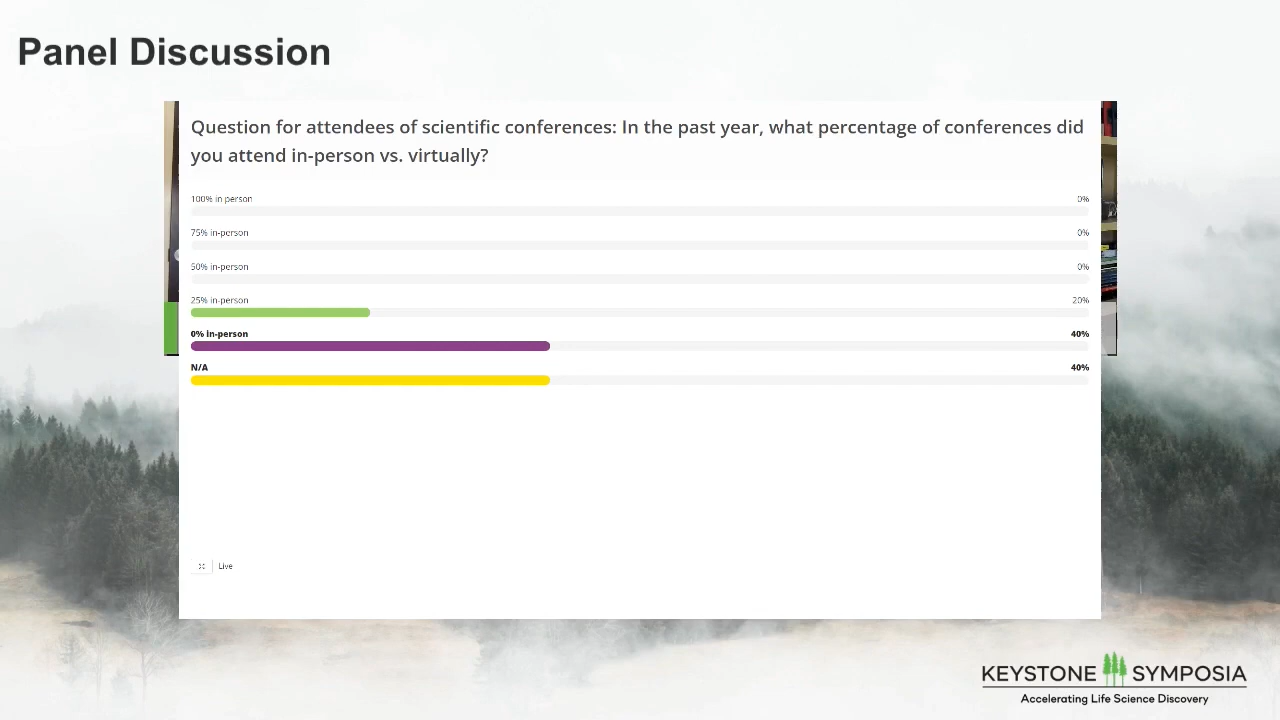 Panel Discussion
Question for attendees of scientific conferences: In the past year, what percentage of conferences did
you attend in-person vs. virtually?
100% in person 0%
75% in-person 0%
50% in-person 0%
25% in-person 20%
0% in-person 40%
N/A 40%
Live
KEYSTONE SYMPOSIA
Accelerating Life Science Discovery